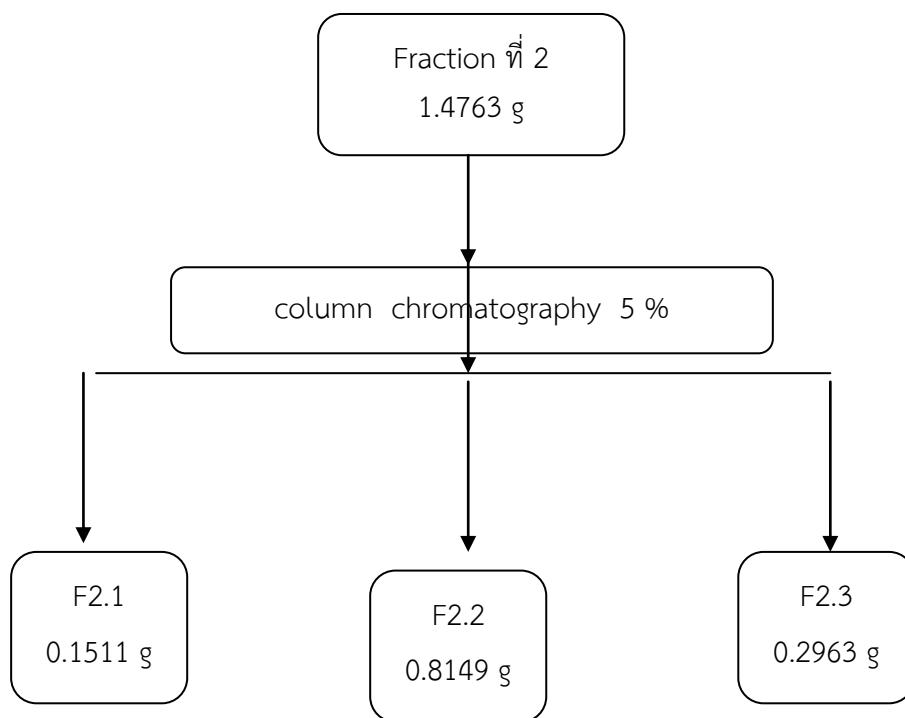 Fraction ที่ 2
1.4763 g
column chromatography 5 %
F2.1
0.1511 g
F2.2
0.8149 g
F2.3
0.2963 g